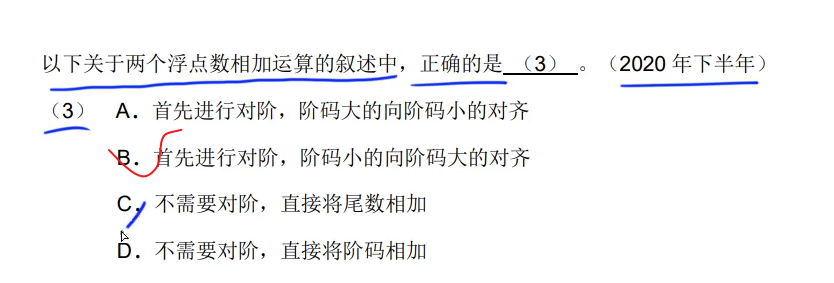 以下关于两个浮点数相加运算的叙述中，正确的是 （3） 。（2020 年下半年）
（3） A．首先进行对阶，阶码大的向阶码小的对齐
B．首先进行对阶，阶码小的向阶码大的对齐
C．不需要对阶，直接将尾数相加
D．不需要对阶，直接将阶码相加